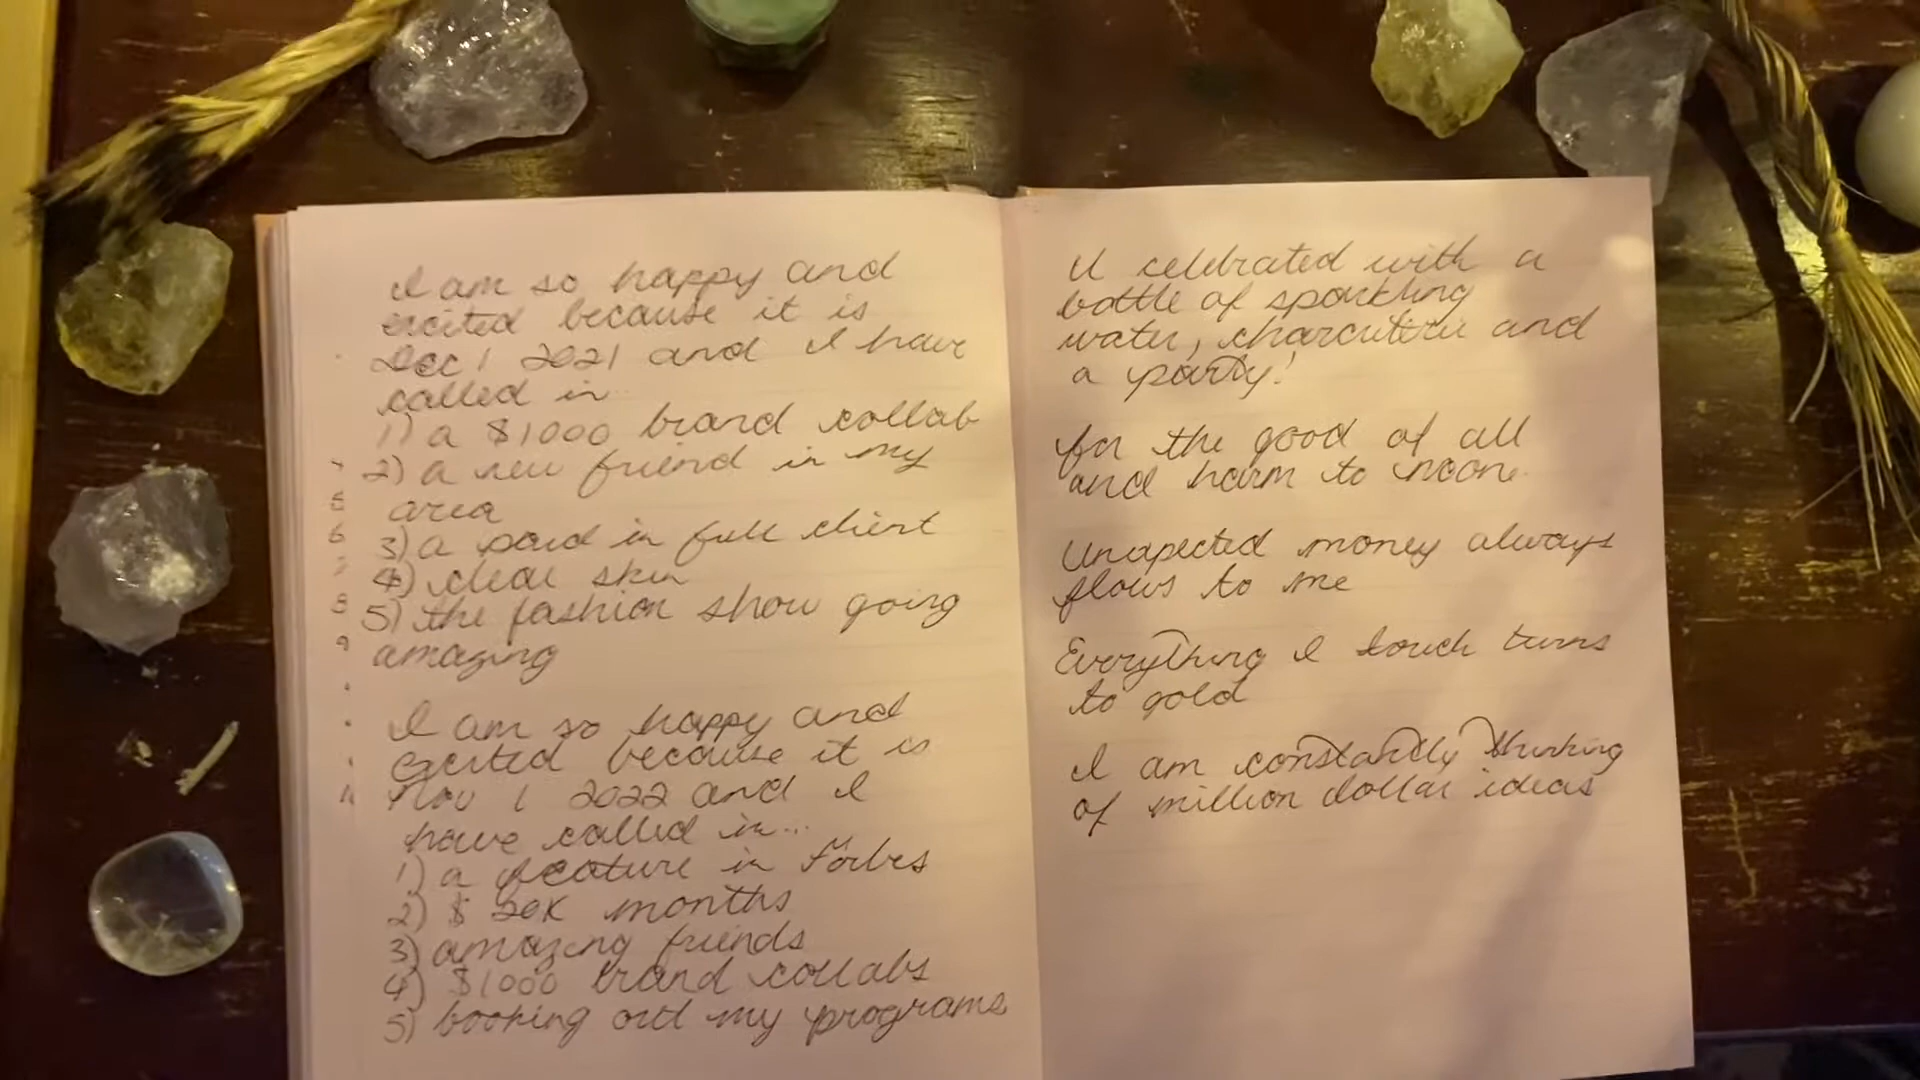 I am so happy and
excited because it is
Dec 1 2021 and I have
called in
1) a $1000 brand collab
2) a new friend in my
area
3) a paid in full client
4) clear skin
5) the fashion show going
amazing
I am so happy and
excited because it is
Nov 1 2022 and I
have called in...
1) a feature in Forbes
2) $ 20K months
3) amazing friends
4) $1000 brand collabs
5) booking out my programs
I celebrated with a
bottle of sparkling
water, charcuterie and
a party!
for the good of all
and harm to none.
Unexpected money always
flows to me
Everything I touch turns
to gold
I am constantly thinking
of million dollar ideas